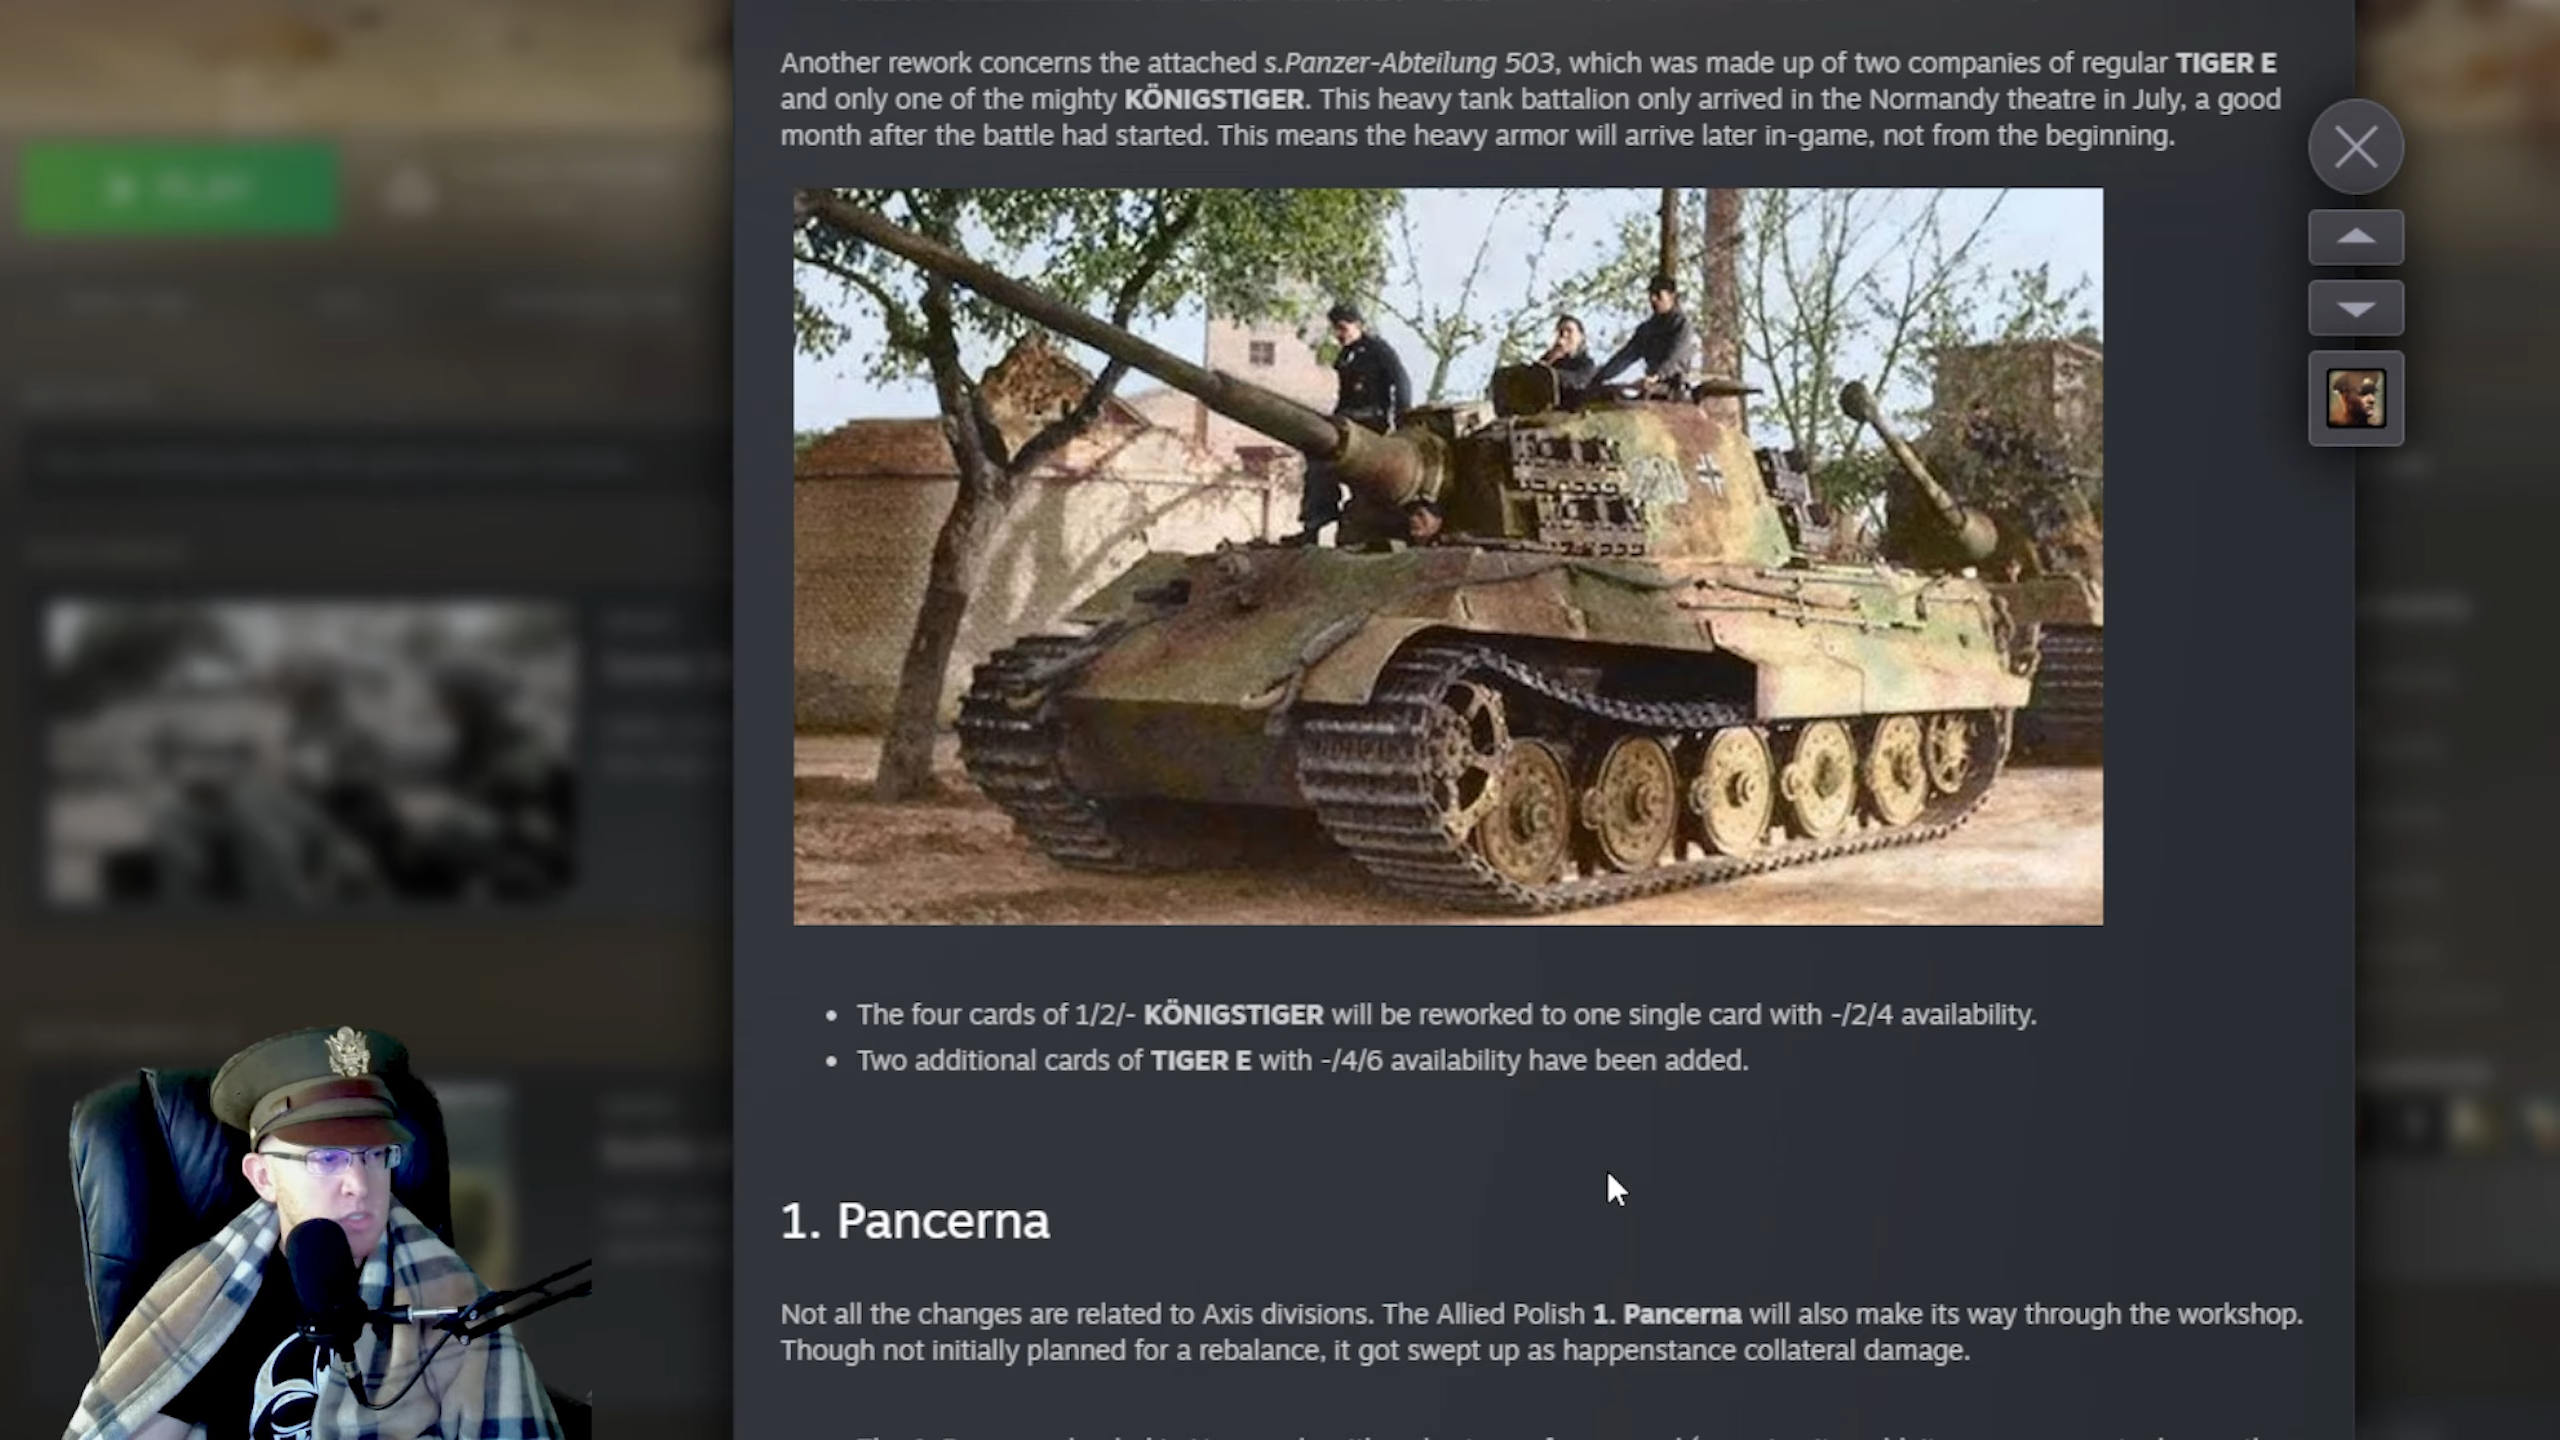 Another rework concerns the attached s.Panzer-Abteilung 503, which was made up of two companies of regular TIGER E
and only one of the mighty KÖNIGSTIGER. This heavy tank battalion only arrived in the Normandy theatre in July, a good
month after the battle had started. This means the heavy armor will arrive later in-game, not from the beginning.
• The four cards of 1/2/- KÖNIGSTIGER will be reworked to one single card with -/2/4 availability.
• Two additional cards of TIGER E with -/4/6 availability have been added.
1. Pancerna
Not all the changes are related to Axis divisions. The Allied Polish 1. Pancerna will also make its way through the workshop.
Though not initially planned for a rebalance, it got swept up as happenstance collateral damage.